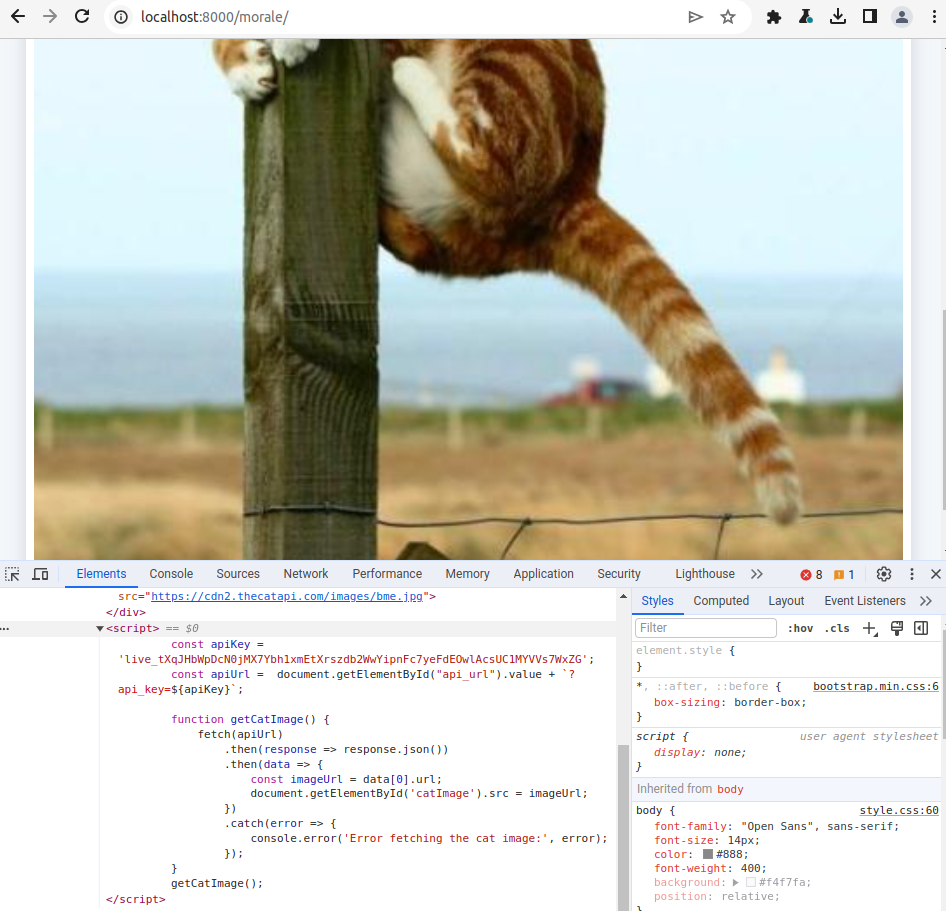 localhost:8000/morale/
Elements Console Sources Network Performance Memory Application Security Lighthouse 8 1
src="https://cdn2.thecatapi.com/images/bme.jpg">
</div>
<script> == $0
const apiKey =
'live_tXqJHbWpDcN0jMX7Ybh1xmEtXrszdb2WwYipnFc7yeFdEOwlAcsUC1MYVVs7WxZG';
const apiUrl =  document.getElementById("api_url").value + `?
api_key=${apiKey}`;
function getCatImage() {
fetch(apiUrl)
.then(response => response.json())
.then(data => {
const imageUrl = data[0].url;
document.getElementById('catImage').src = imageUrl;
})
.catch(error => {
console.error('Error fetching the cat image:', error);
});
}
getCatImage();
</script>
Styles Computed Layout Event Listeners
Filter :hov .cls
element.style {
}
*, ::after, ::before { bootstrap.min.css:6
box-sizing: border-box;
}
script { user agent stylesheet
display: none;
}
Inherited from body
body { style.css:60
font-family: "Open Sans", sans-serif;
font-size: 14px;
color: #888;
font-weight: 400;
background: #f4f7fa;
position: relative;
}